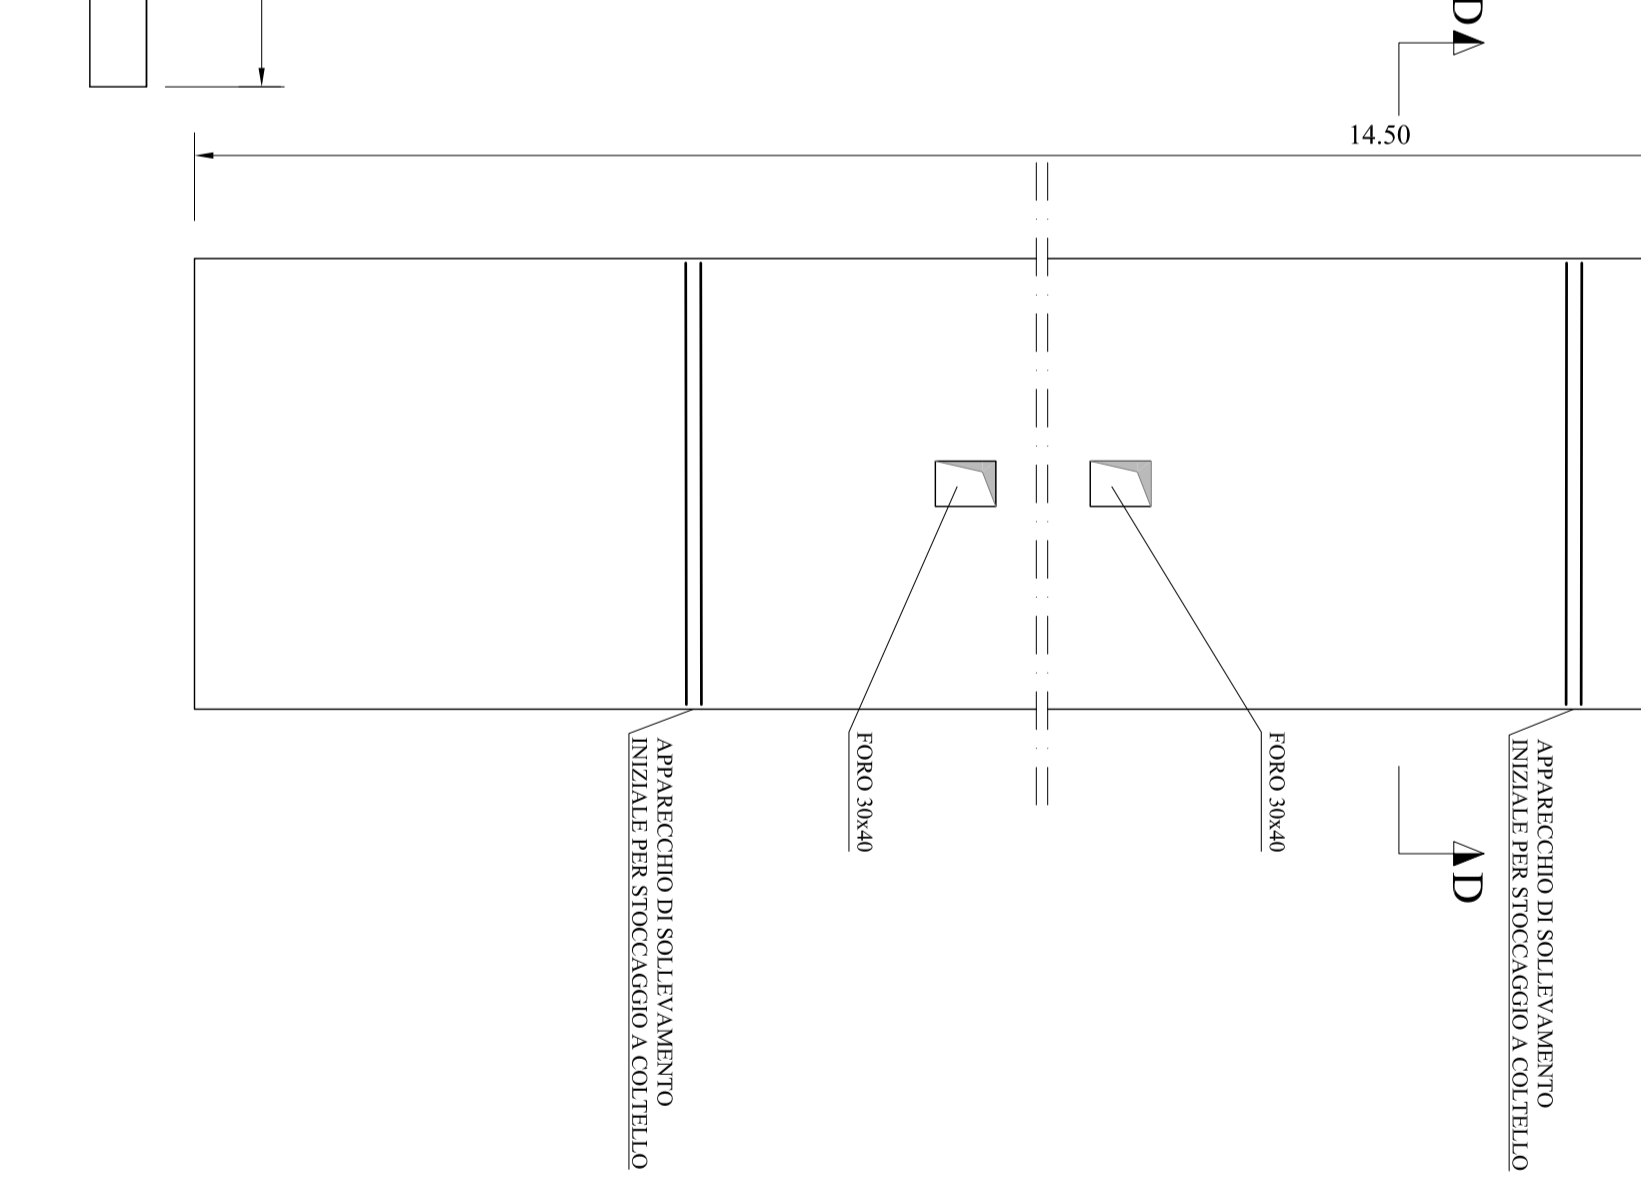 D
14.50
FORO 30x40
FORO 30x40
D
APPARECCHIO DI SOLLEVAMENTO
INIZIALE PER STOCCAGGIO A COLTELLO
APPARECCHIO DI SOLLEVAMENTO
INIZIALE PER STOCCAGGIO A COLTELLO